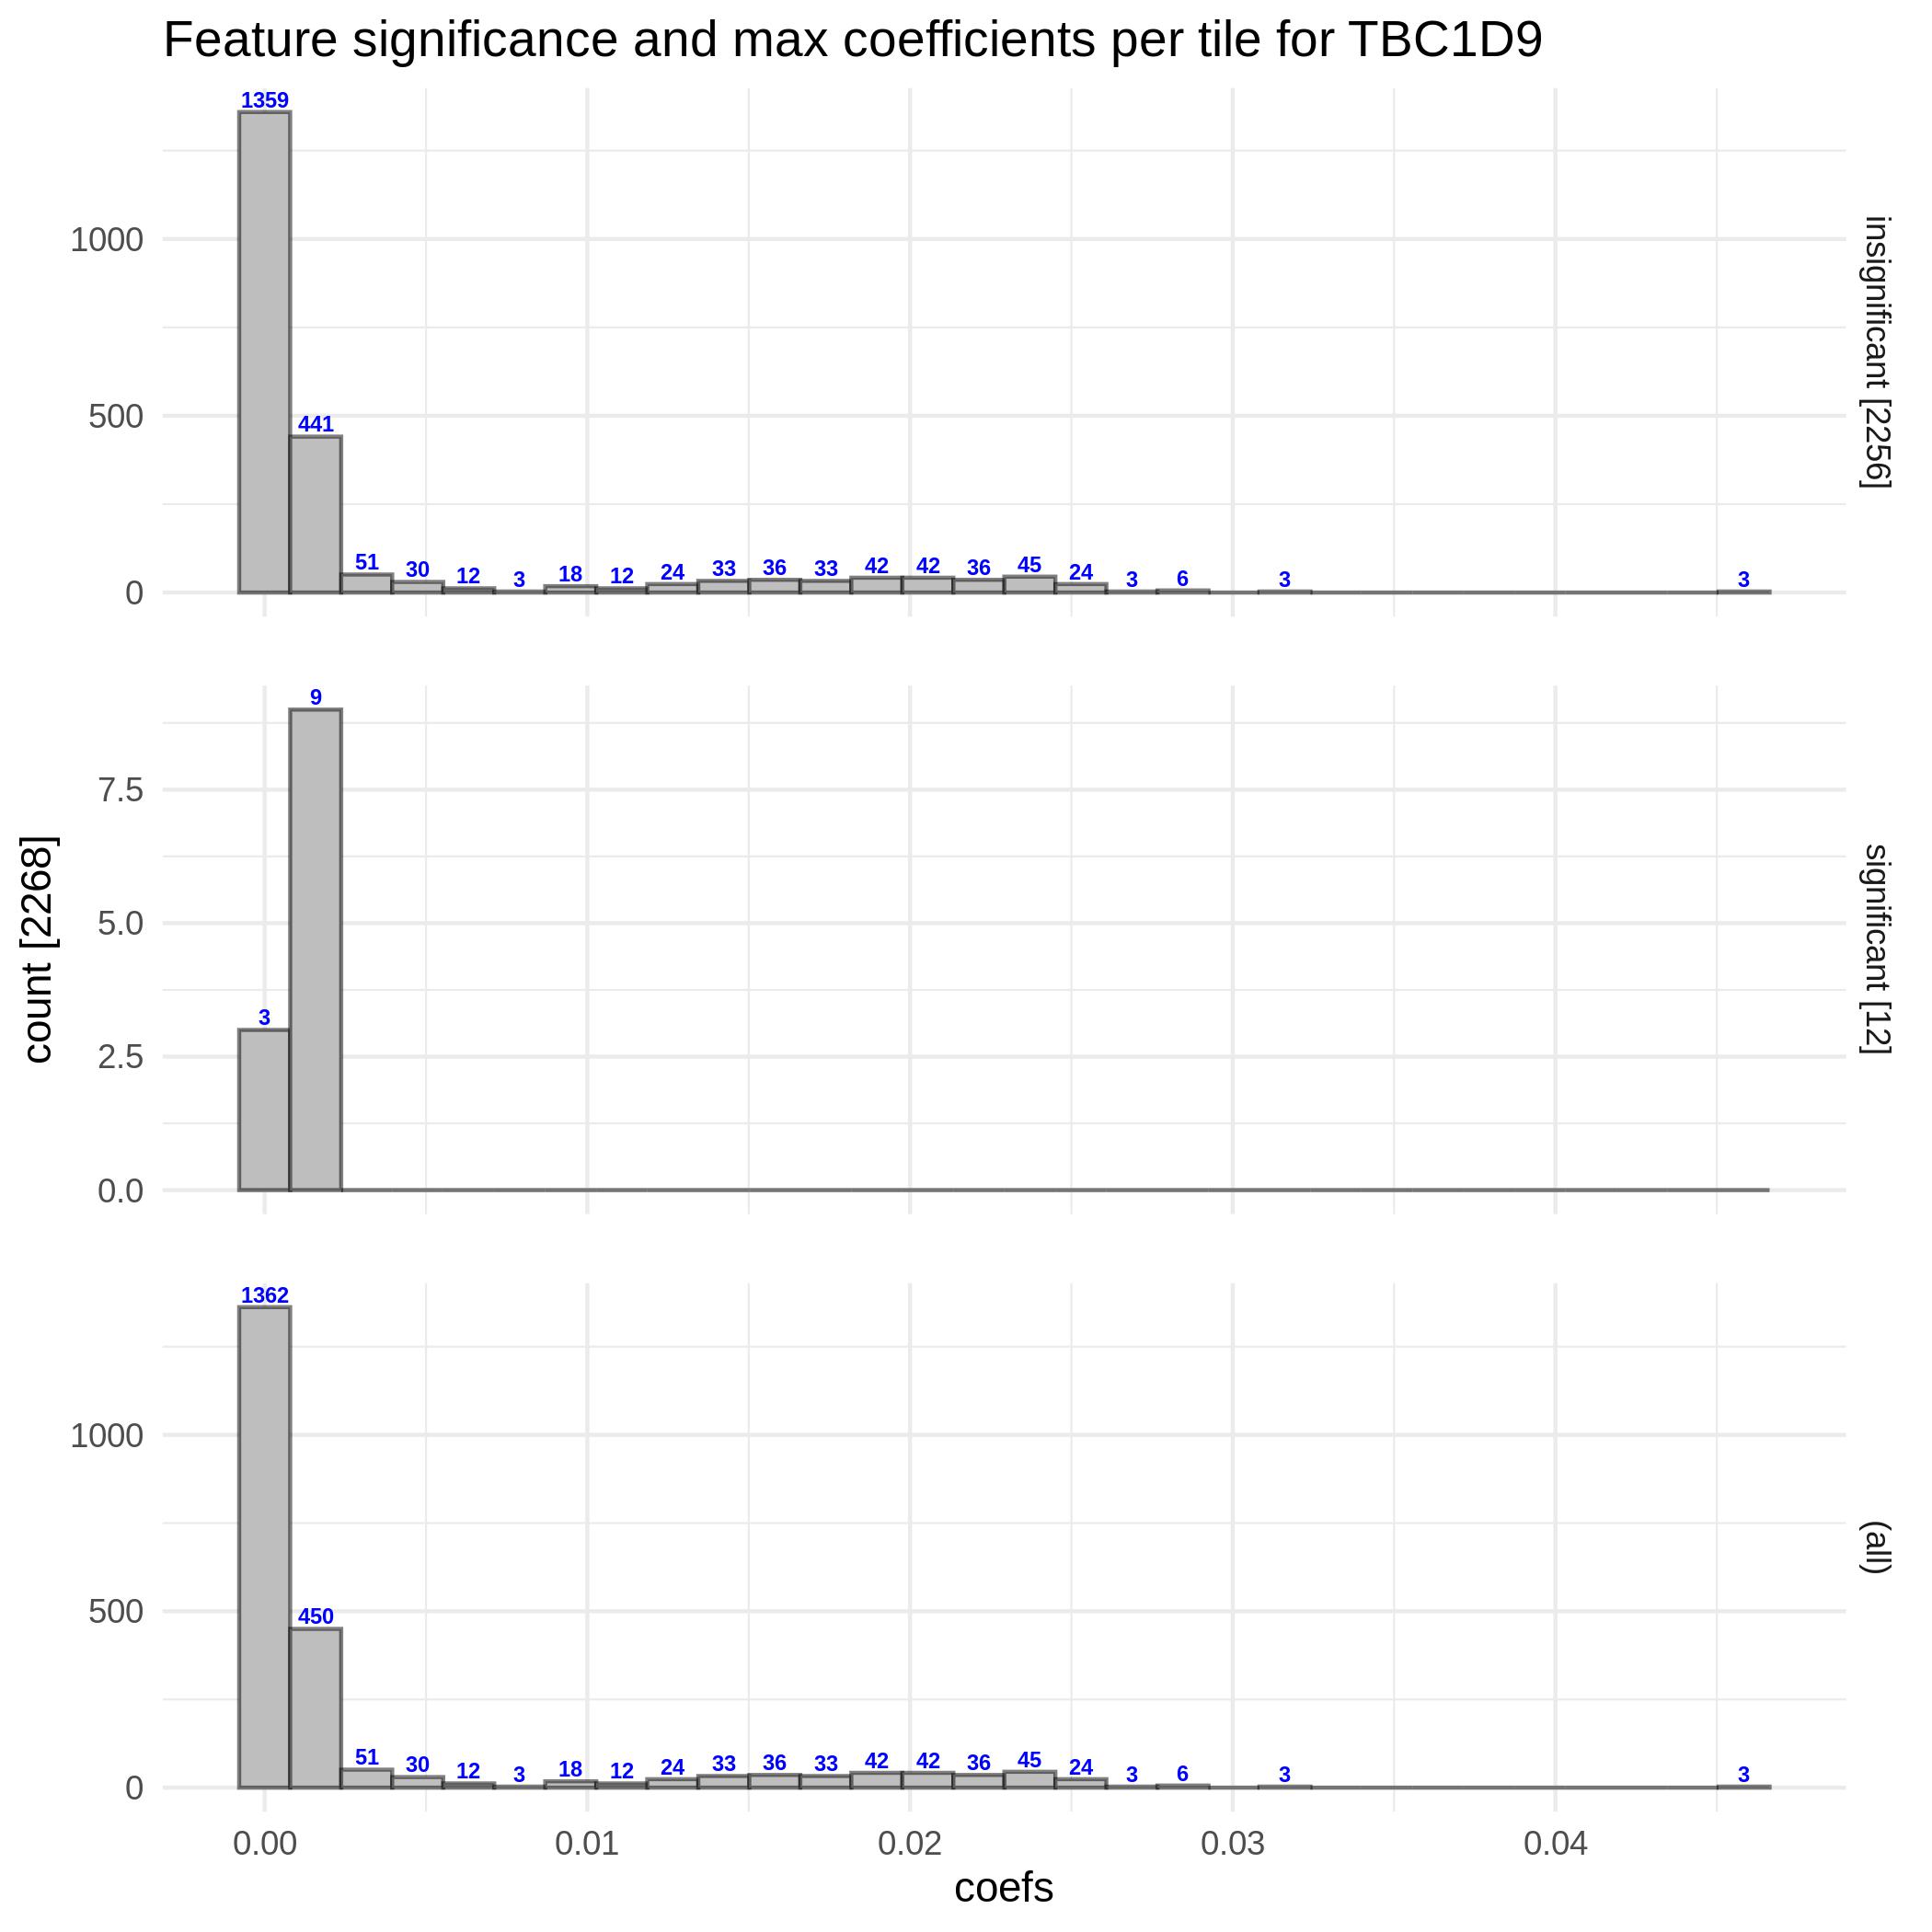 Feature significance and max coefficients per tile for TBC1D9
1359
441
51 30 12 3 18 12 24 33 36 33 42 42 36 45 24 3 6 3 3
1000
500
0
insignificant [2256]
9
3
7.5
5.0
2.5
0.0
significant [12]
count [2268]
1362
450
51 30 12 3 18 12 24 33 36 33 42 42 36 45 24 3 6 3 3
1000
500
0
(all)
0.00 0.01 0.02 0.03 0.04
coefs